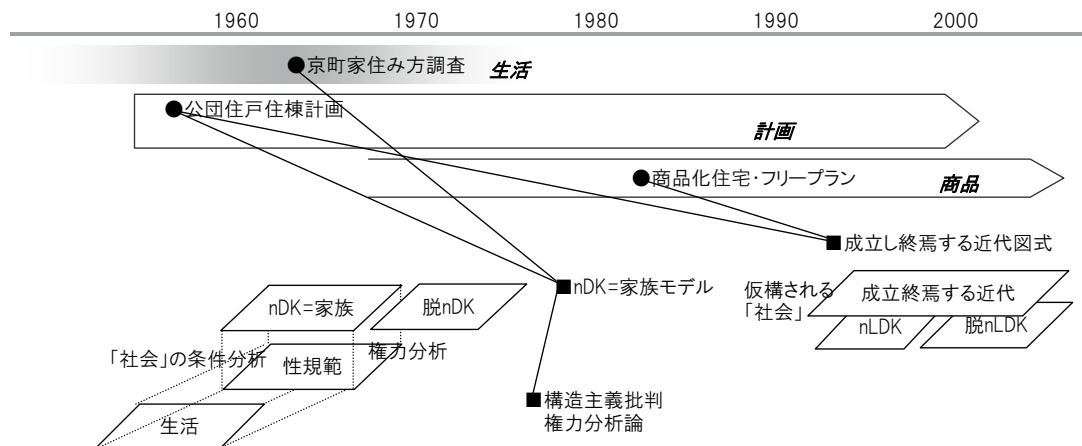 1960 1970 1980 1990 2000
京町家住み方調査 生活
公団住戸住棟計画
計画
商品化住宅・フリープラン 商品
成立し終焉する近代図式
nDK=家族モデル
仮構される
「社会」
nDK=家族 脱nDK
成立終焉する近代
nLDK 脱nLDK
「社会」の条件分析 性規範 権力分析
構造主義批判
権力分析論
生活